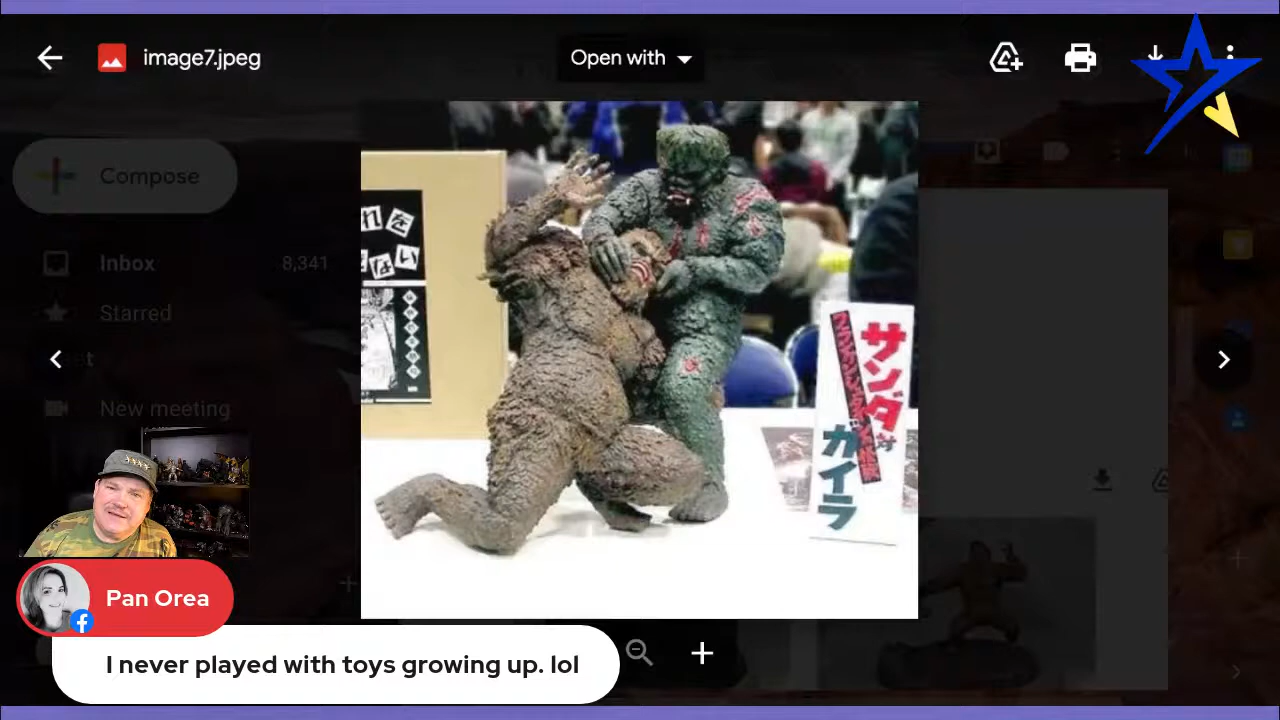 image7.jpeg
Open with
Compose
Inbox 8,341
Starred
New meeting
サンダ対
ガイラ
Pan Orea
I never played with toys growing up. lol